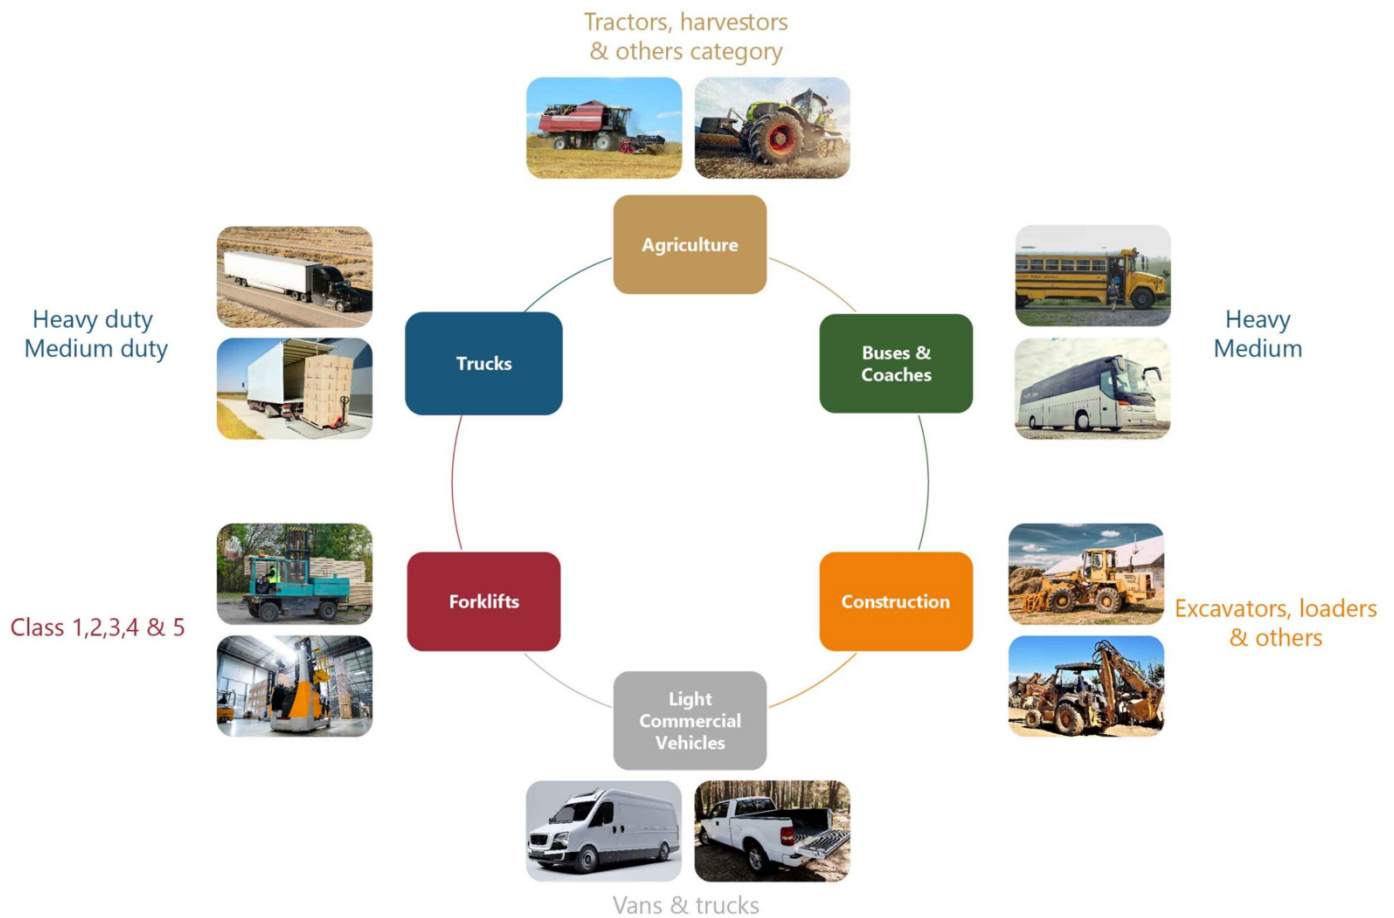 Tractors, harvestors
& others category
Agriculture
Heavy duty
Medium duty
Trucks
Buses &
Coaches
Heavy
Medium
Class 1,2,3,4 & 5
Forklifts
Construction
Excavators, loaders
& others
Light
Commercial
Vehicles
Vans & trucks